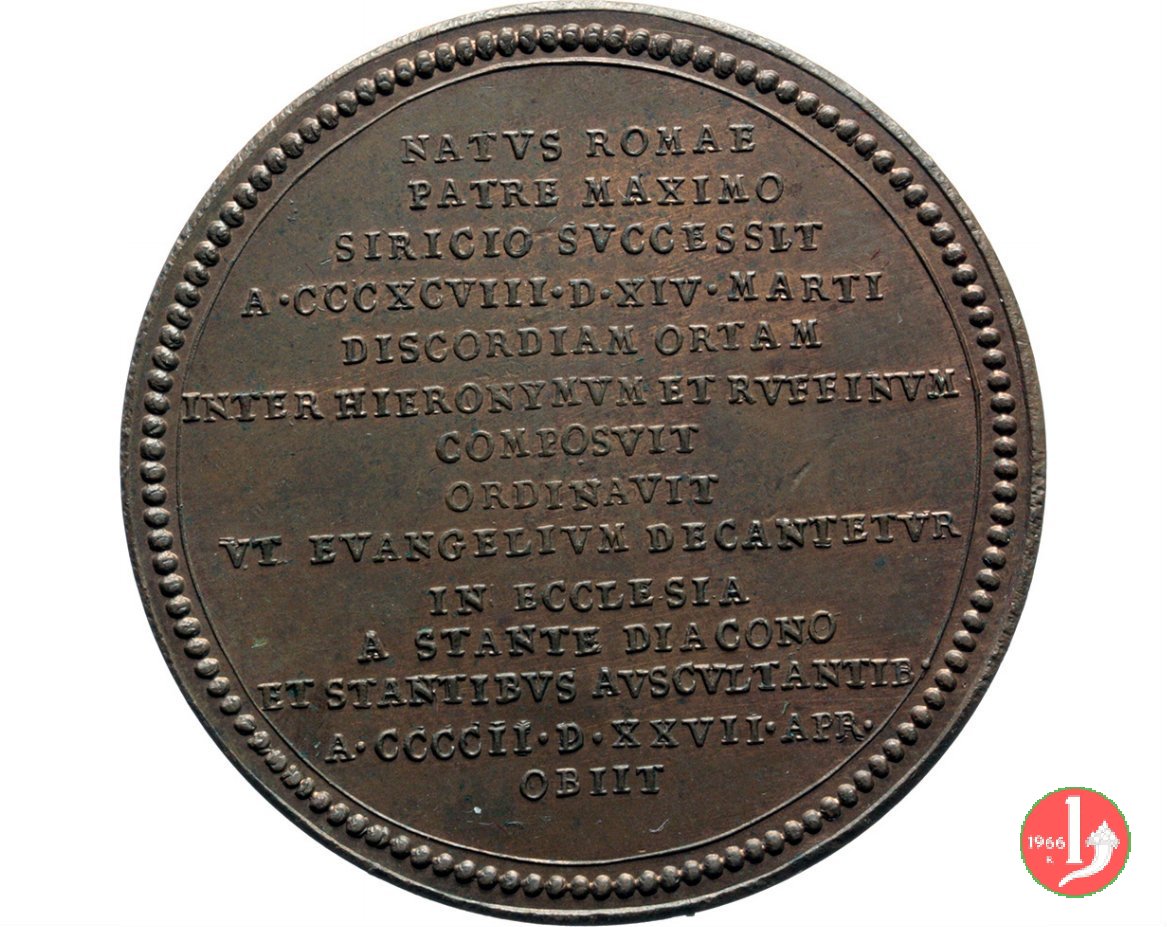 NATVS ROMAE
PATRE MAXIMO
SIRICIO SVCCESSIT
A·CCCXCVIII·D·XIV·MARTI
DISCORDIAM ORTAM
INTER HIERONYMVM ET RVFFINVM
COMPOSVIT
ORDINAVIT
VT EVANGELIVM DECANTETVR
IN ECCLESIA
A STANTE DIACONO
ET STANTIBVS AVSCVLTANTIB·
A·CCCCII·D·XXVII·APR·
OBIIT
1966